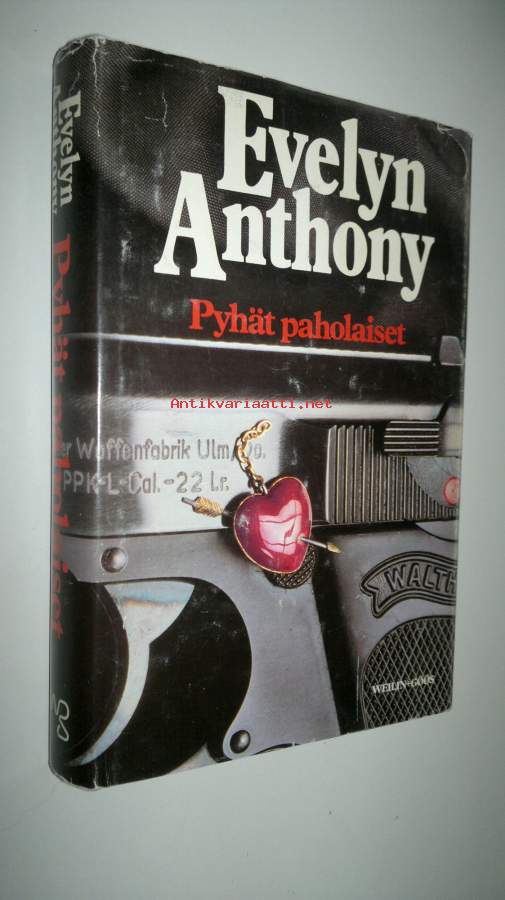 Evelyn
Anthony
Pyhät paholaiset
Antikvariaatti.net
er Waffenfabrik Ulm/Do.
PPK-L-Cal.-22 l.r.
WALTH
WEILIN+GÖÖS
Evelyn
Anthony
Pyhät paholaiset